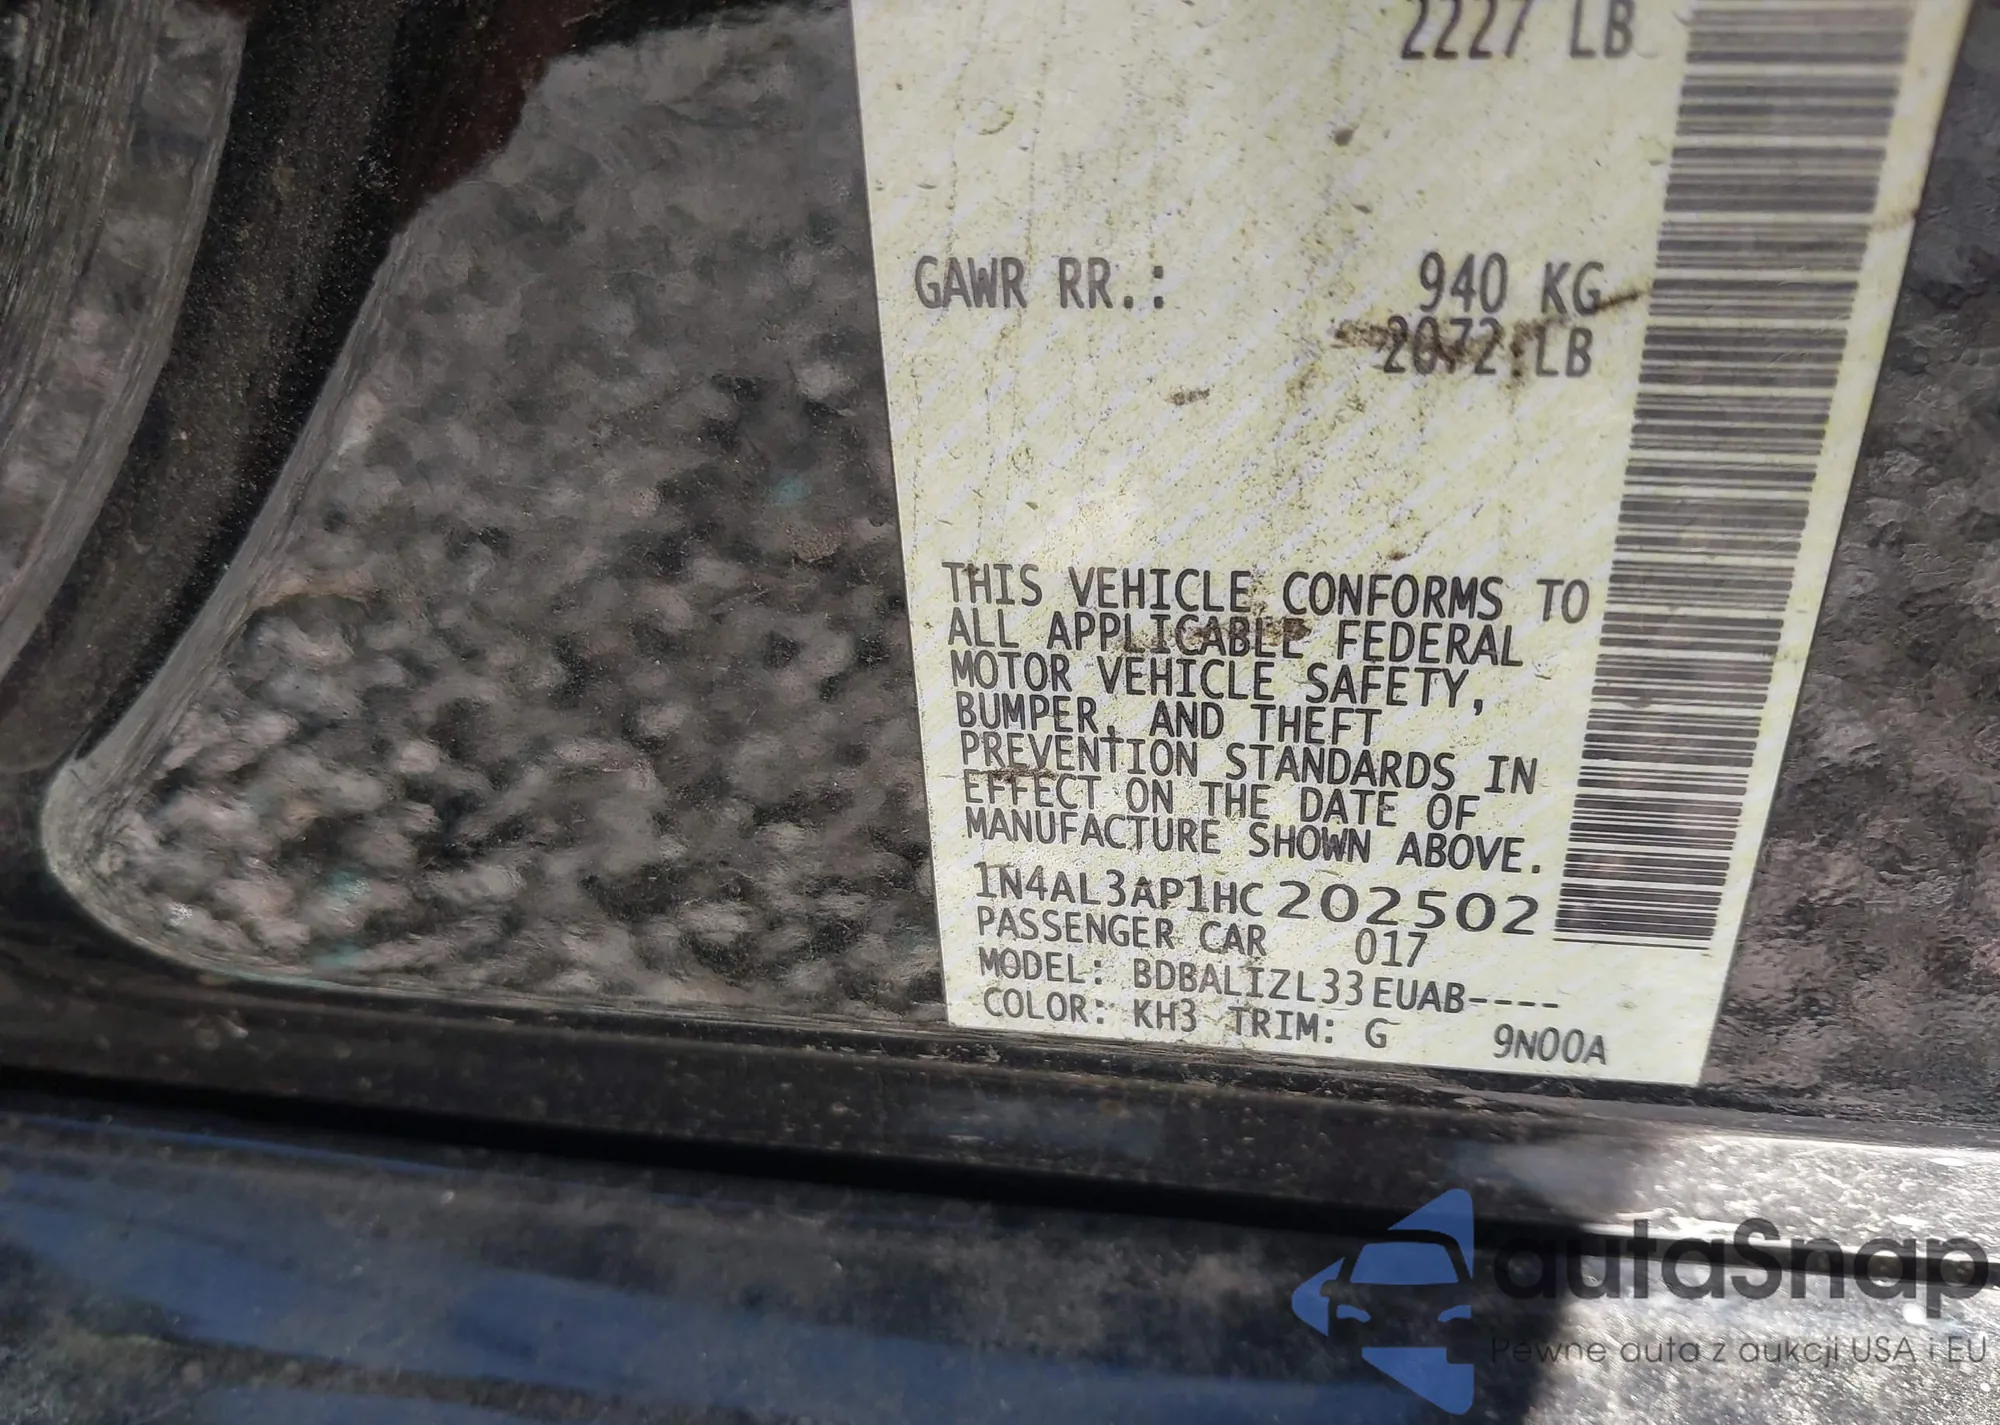 2227 LB
GAWR RR.: 940 KG
2072 LB
THIS VEHICLE CONFORMS TO
ALL APPLICABLE FEDERAL
MOTOR VEHICLE SAFETY,
BUMPER, AND THEFT
PREVENTION STANDARDS IN
EFFECT ON THE DATE OF
MANUFACTURE SHOWN ABOVE.
1N4AL3AP1HC202502
PASSENGER CAR 017
MODEL: BDBALIZL33EUAB----
COLOR: KH3 TRIM: G 9N00A
autaSnap
Pewne auta z aukcji USA i EU